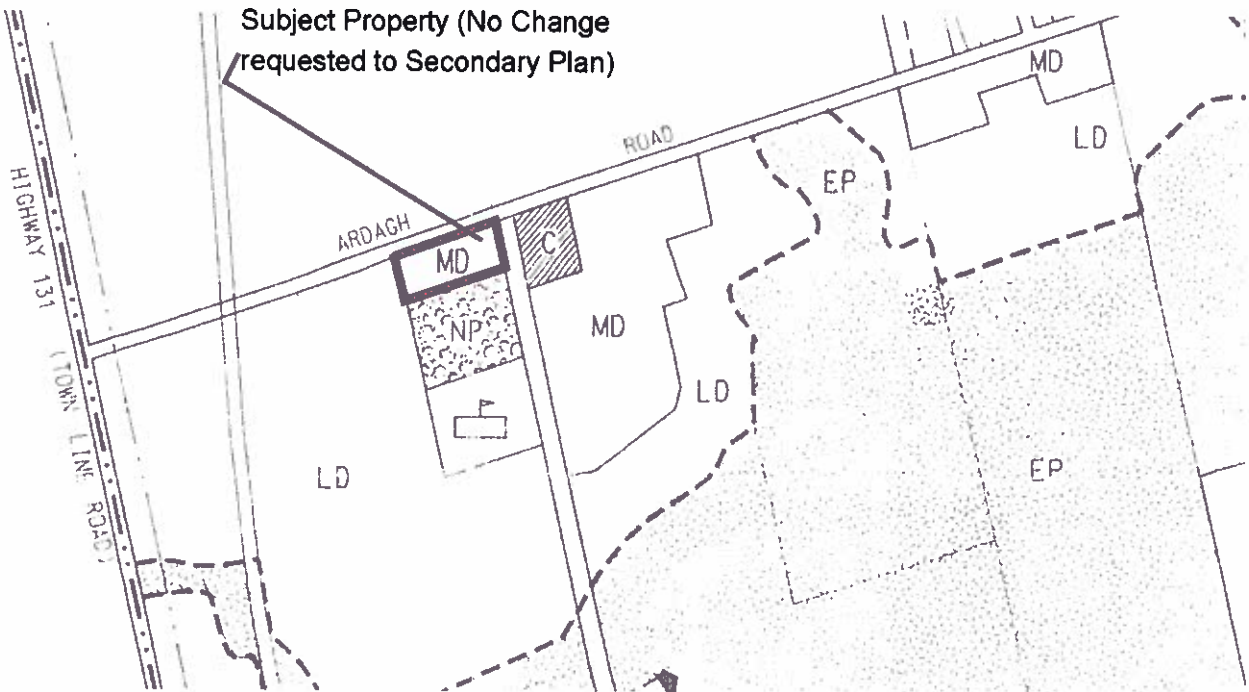 Subject Property (No Change
requested to Secondary Plan)
MD
ROAD
LD
EP
HIGHWAY 131
ARDAGH
C
MD
NP
MD
(TOWN LINE ROAD)
LD
LD
EP